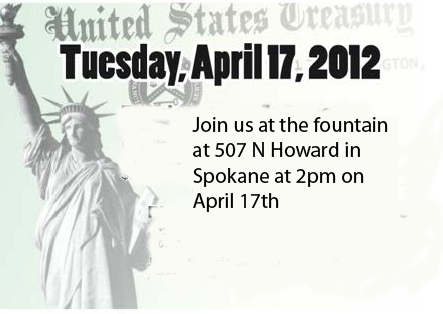 United States Treasury
Tuesday, April 17, 2012
Join us at the fountain
at 507 N Howard in
Spokane at 2pm on
April 17th